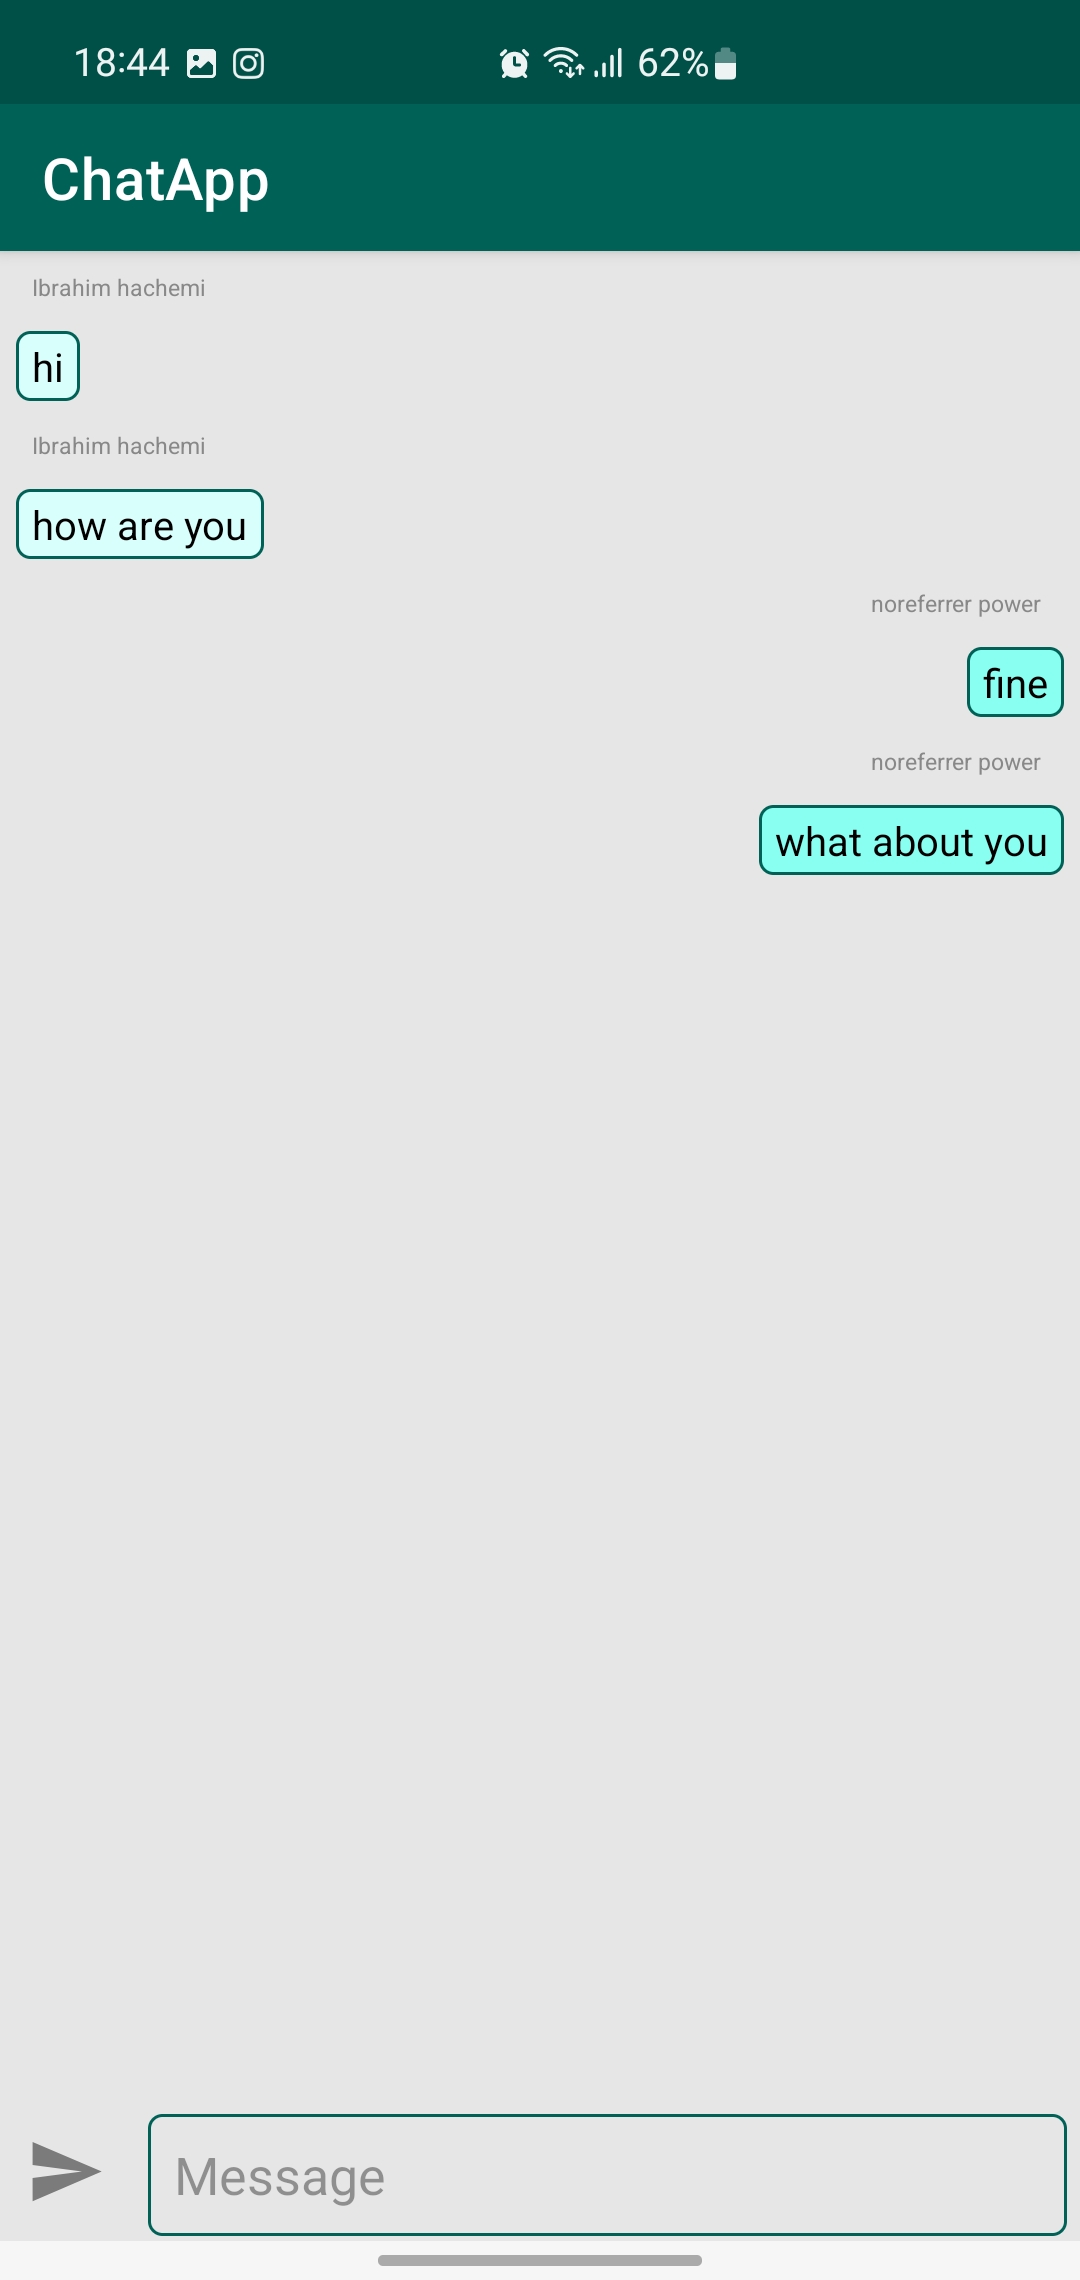 18:44 62%
ChatApp
Ibrahim hachemi
hi
Ibrahim hachemi
how are you
noreferrer power
fine
noreferrer power
what about you
Message